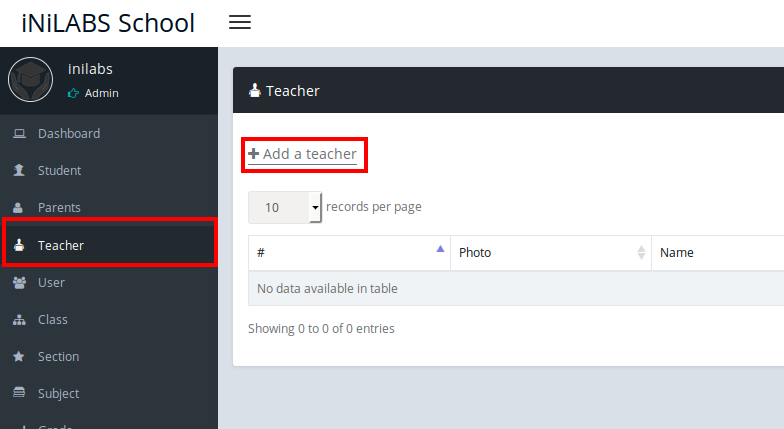 iNiLABS School
inilabs
Admin
Dashboard
Student
Parents
Teacher
User
Class
Section
Subject
Teacher
Add a teacher
10 records per page
# Photo Name
No data available in table
Showing 0 to 0 of 0 entries